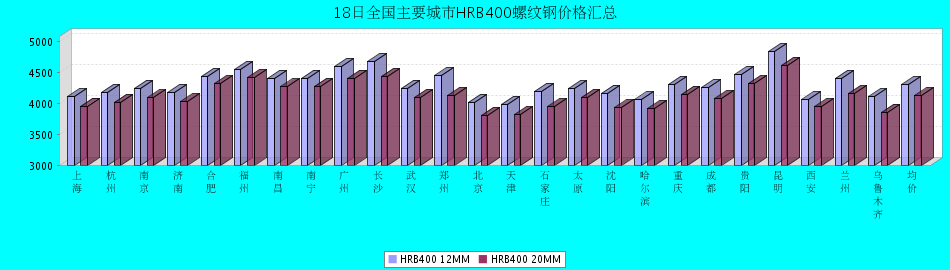 18日全国主要城市HRB400螺纹钢价格汇总
5000
4500
4000
3500
3000
上海 杭州 南京 济南 合肥 福州 南昌 南宁 广州 长沙 武汉 郑州 北京 天津 石家庄 太原 沈阳 哈尔滨 重庆 成都 贵阳 昆明 西安 兰州 乌鲁木齐 均价
HRB400 12MM HRB400 20MM